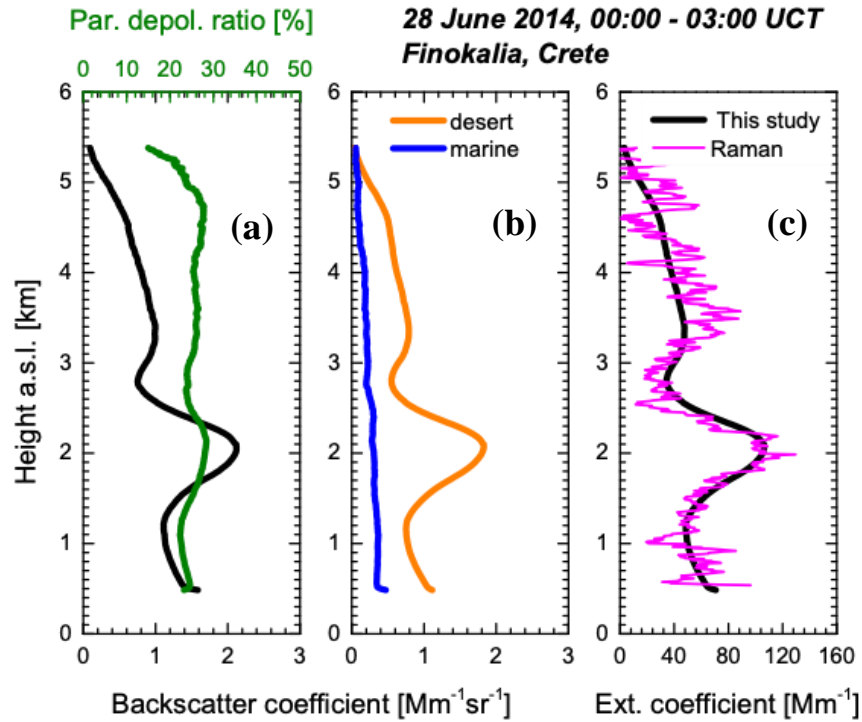 Par. depol. ratio [%]
28 June 2014, 00:00 - 03:00 UCT
Finokalia, Crete
0 10 20 30 40 50
6 5 4 3 2 1 0
Height a.s.l. [km]
(a)
desert
marine
(b)
This study
Raman
(c)
0 1 2 3
0 1 2 3
0 40 80 120 160
Backscatter coefficient [Mm⁻¹sr⁻¹]
Ext. coefficient [Mm⁻¹]